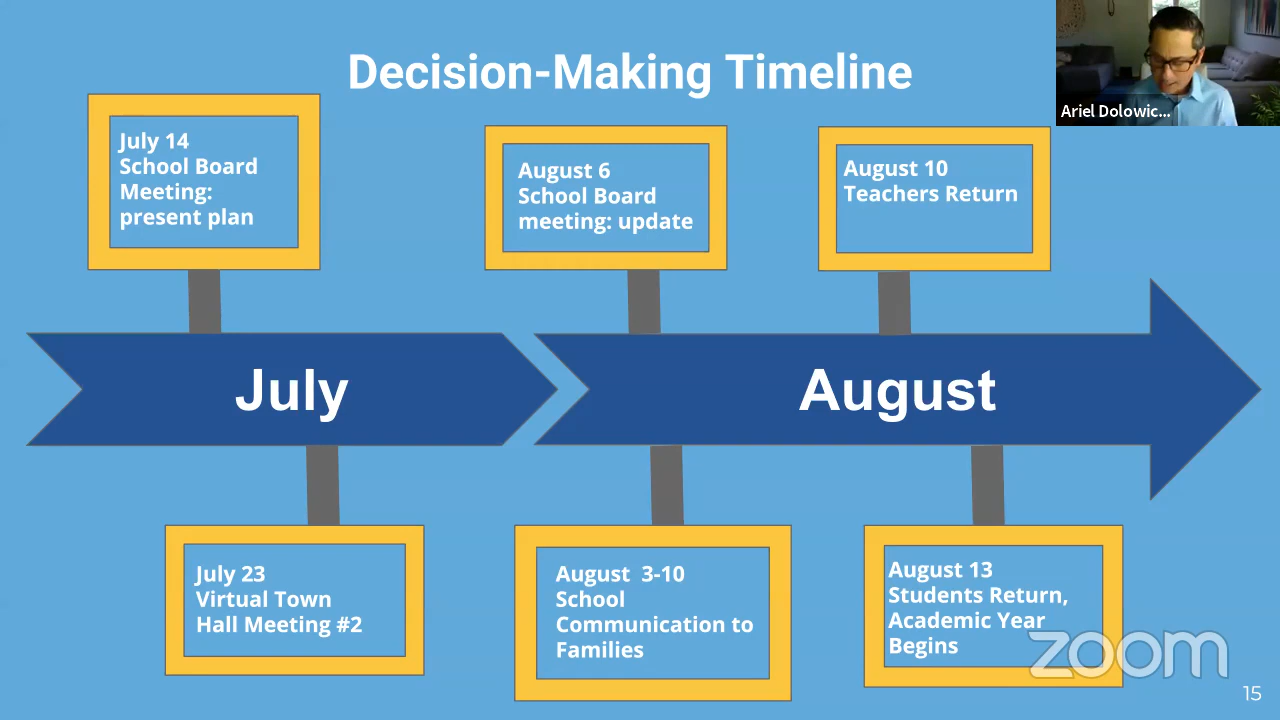 Decision-Making Timeline
Ariel Dolowic...
July 14
School Board
Meeting:
present plan
August 6
School Board
meeting: update
August 10
Teachers Return
July
August
July 23
Virtual Town
Hall Meeting #2
August  3-10
School
Communication to
Families
August 13
Students Return,
Academic Year
Begins
zoom
15